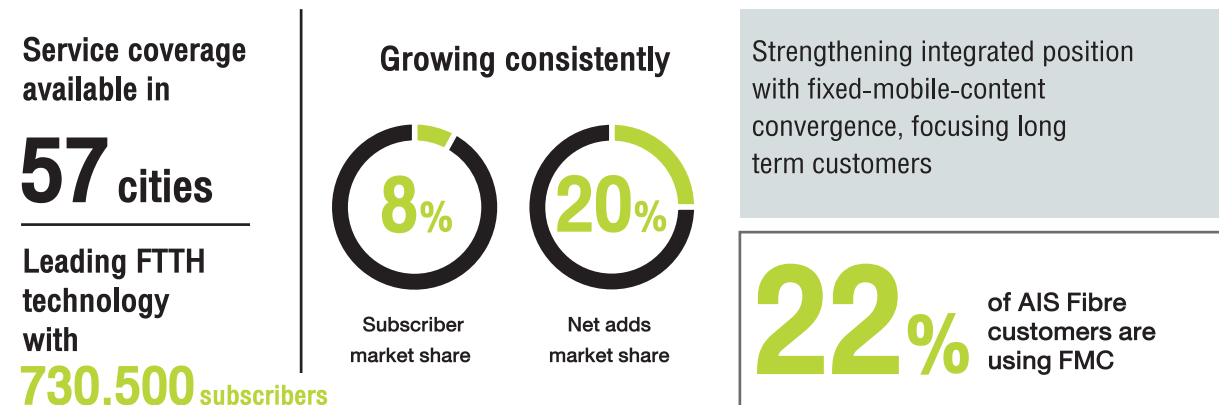 Service coverage
available in
57 cities
Leading FTTH
technology
with
730,500 subscribers
Growing consistently
8%
Subscriber
market share
20%
Net adds
market share
Strengthening integrated position
with fixed-mobile-content
convergence, focusing long
term customers
22%
of AIS Fibre
customers are
using FMC